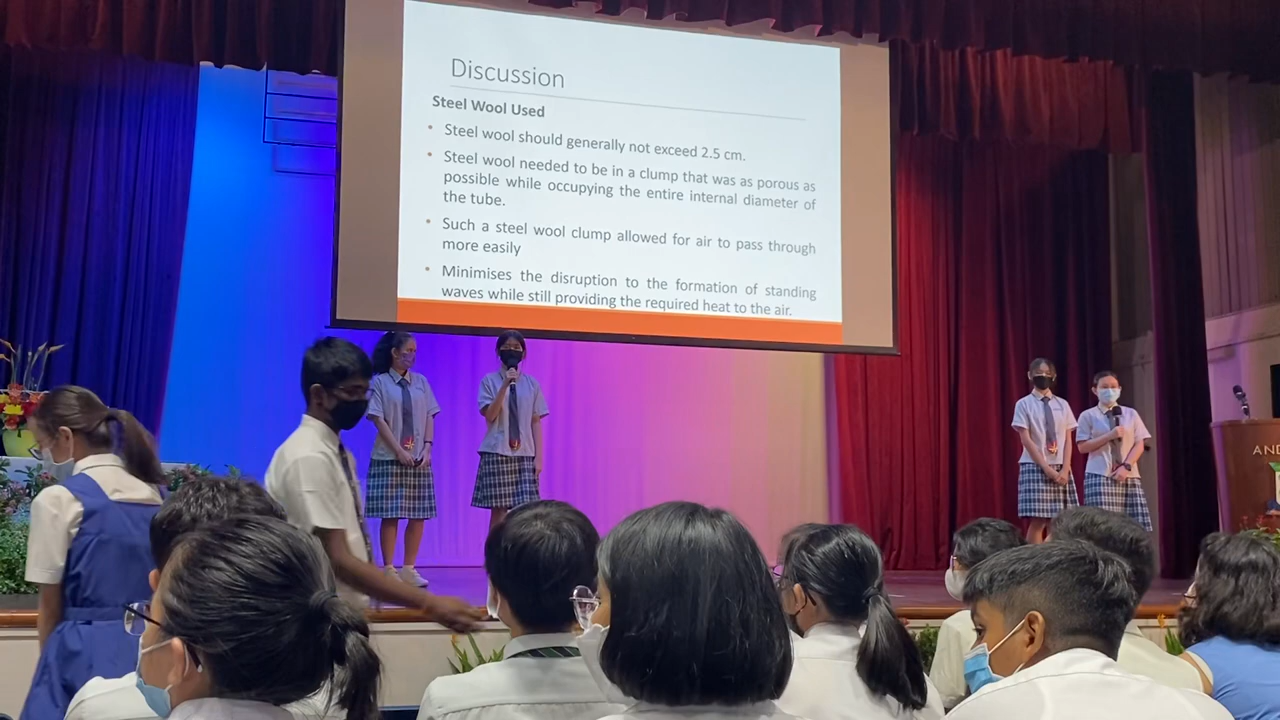 Discussion
Steel Wool Used
• Steel wool should generally not exceed 2.5 cm.
• Steel wool needed to be in a clump that was as porous as
possible while occupying the entire internal diameter of
the tube.
• Such a steel wool clump allowed for air to pass through
more easily
• Minimises the disruption to the formation of standing
waves while still providing the required heat to the air.
AND